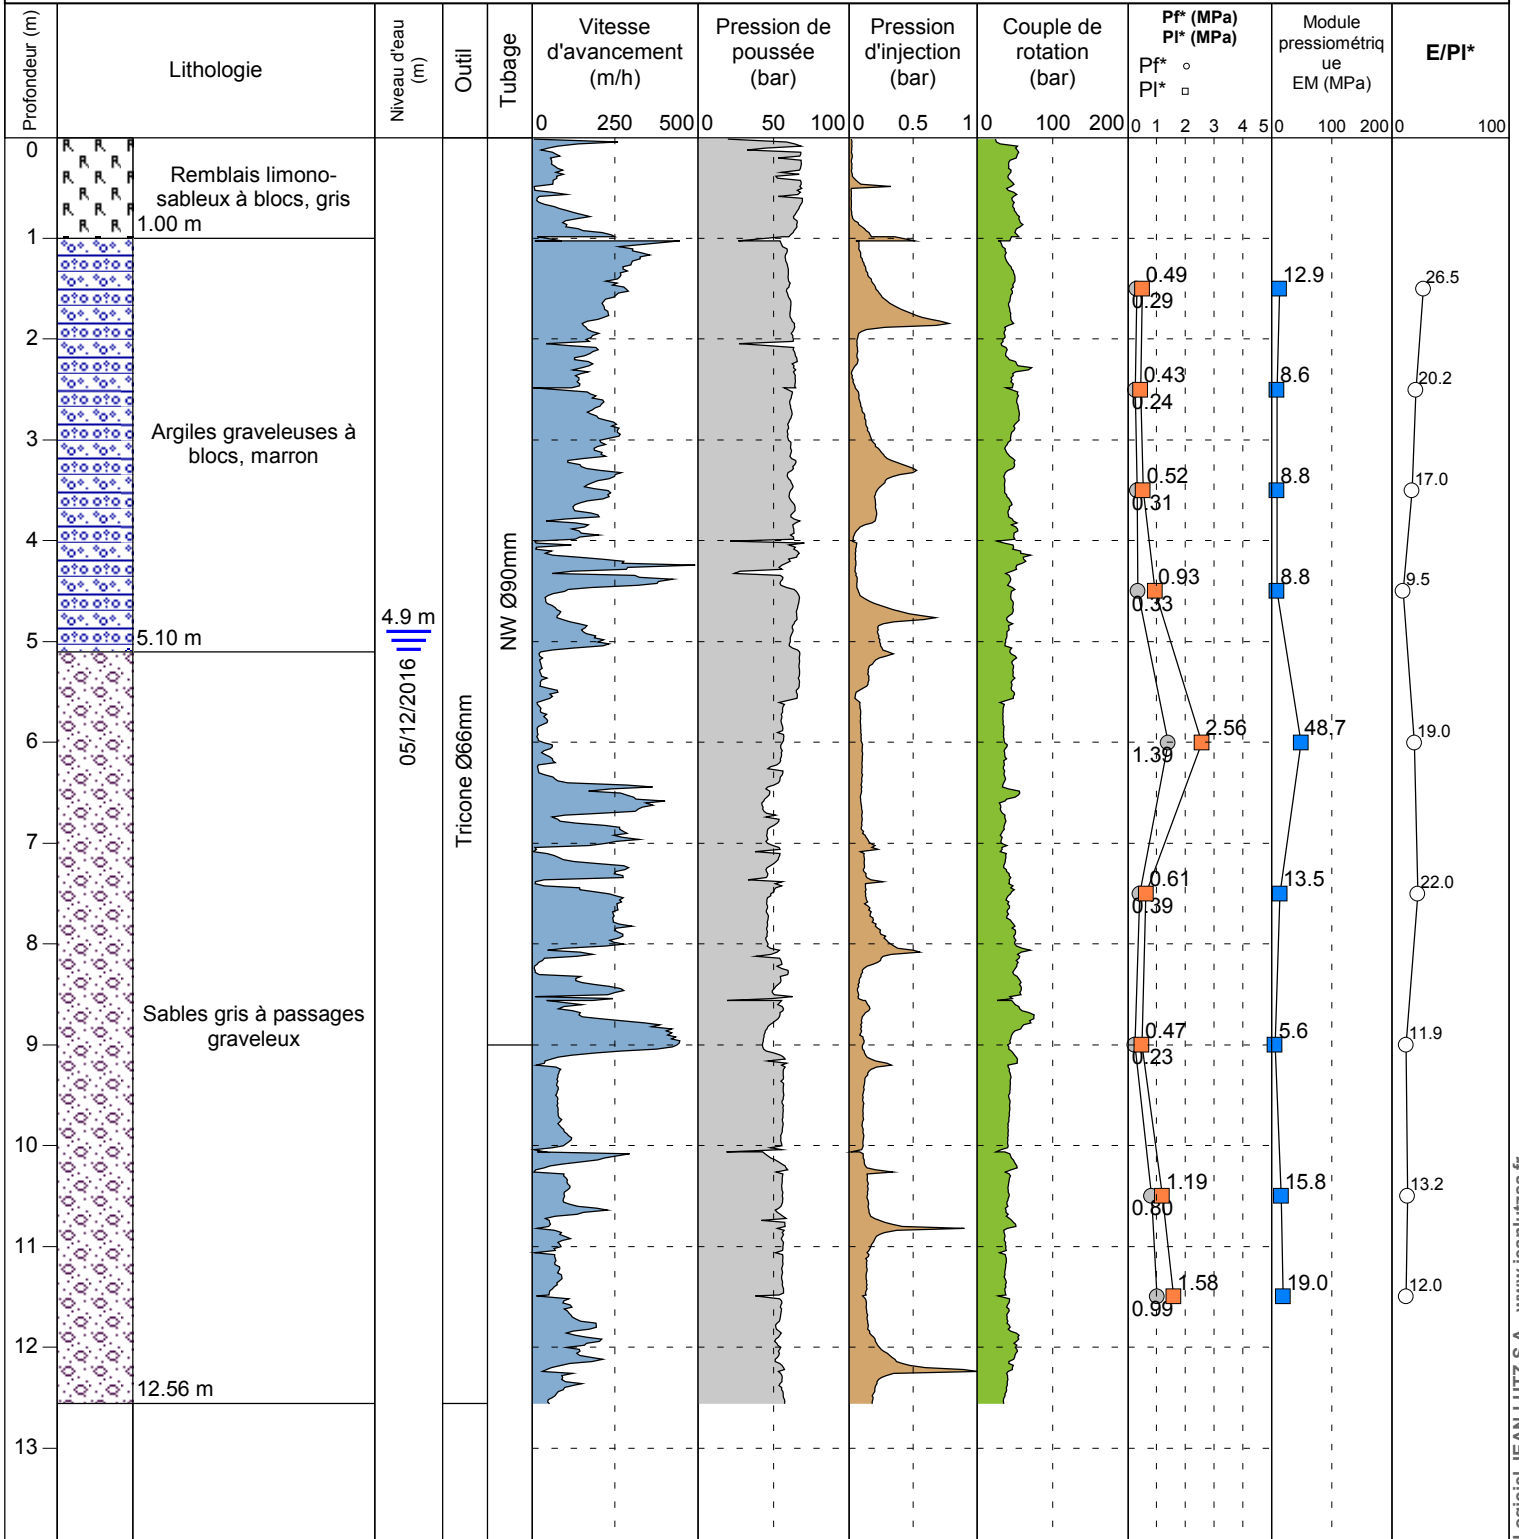 Profondeur (m)
Lithologie
Niveau d'eau
(m)
Outil
Tubage
Vitesse
d'avancement
(m/h)
0 250 500
Pression de
poussée
(bar)
0 50 100
Pression
d'injection
(bar)
0 0.5 1
Couple de
rotation
(bar)
0 100 200
Pf* (MPa)
Pl* (MPa)
Pf*
Pl*
0 1 2 3 4 5
Module
pressiométriq
ue
EM (MPa)
0 100 200
E/Pl*
0 100
0
1
2
3
4
5
6
7
8
9
10
11
12
13
Remblais limono-
sableux à blocs, gris
1.00 m
Argiles graveleuses à
blocs, marron
5.10 m
Sables gris à passages
graveleux
12.56 m
4.9 m
05/12/2016
Tricone Ø66mm
NW Ø90mm
0.49 12.9 26.5
0.29
0.43 8.6 20.2
0.24
0.52 8.8 17.0
0.31
0.93 8.8 9.5
0.33
2.56 48.7 19.0
1.39
0.61 13.5 22.0
0.39
0.47 5.6 11.9
0.23
1.19 15.8 13.2
0.80
1.58 19.0 12.0
0.99
Logiciel JEAN LUTZ S.A - www.jeanlutzsa.fr